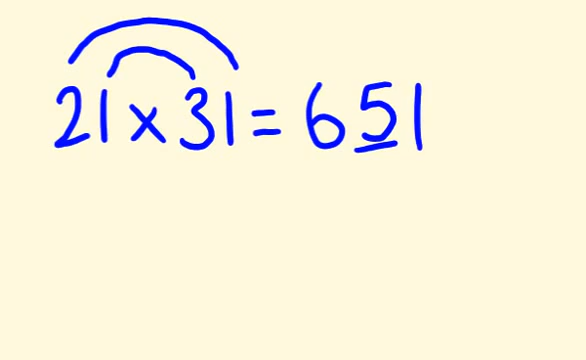 21 x 31 = 651